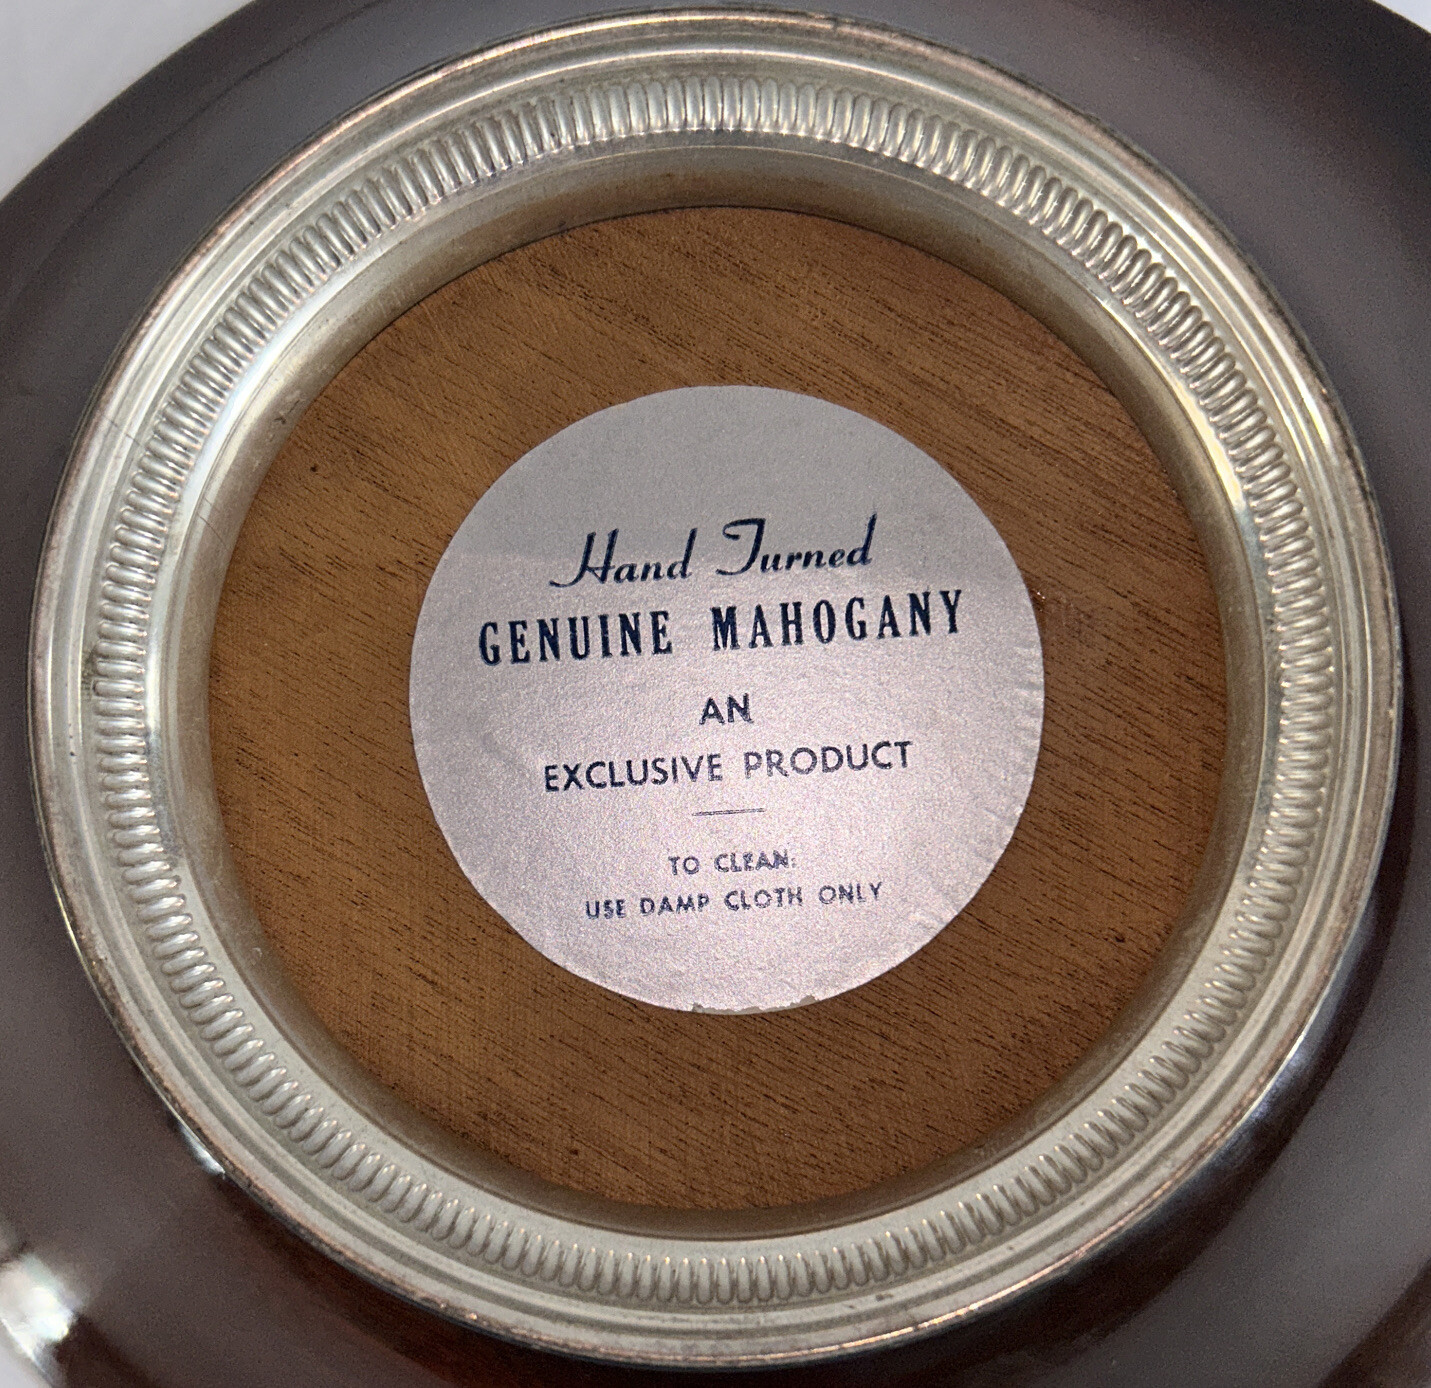 Hand Turned
GENUINE MAHOGANY
AN
EXCLUSIVE PRODUCT
TO CLEAN:
USE DAMP CLOTH ONLY